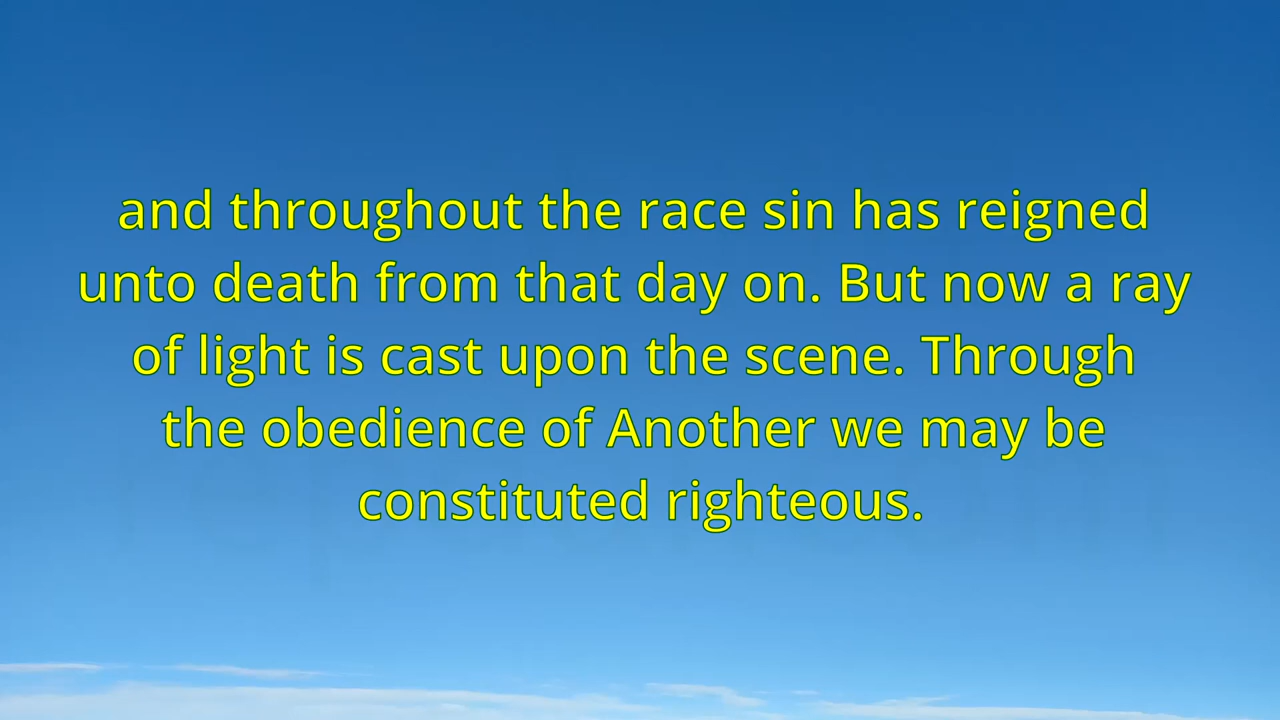 and throughout the race sin has reigned
unto death from that day on. But now a ray
of light is cast upon the scene. Through
the obedience of Another we may be
constituted righteous.